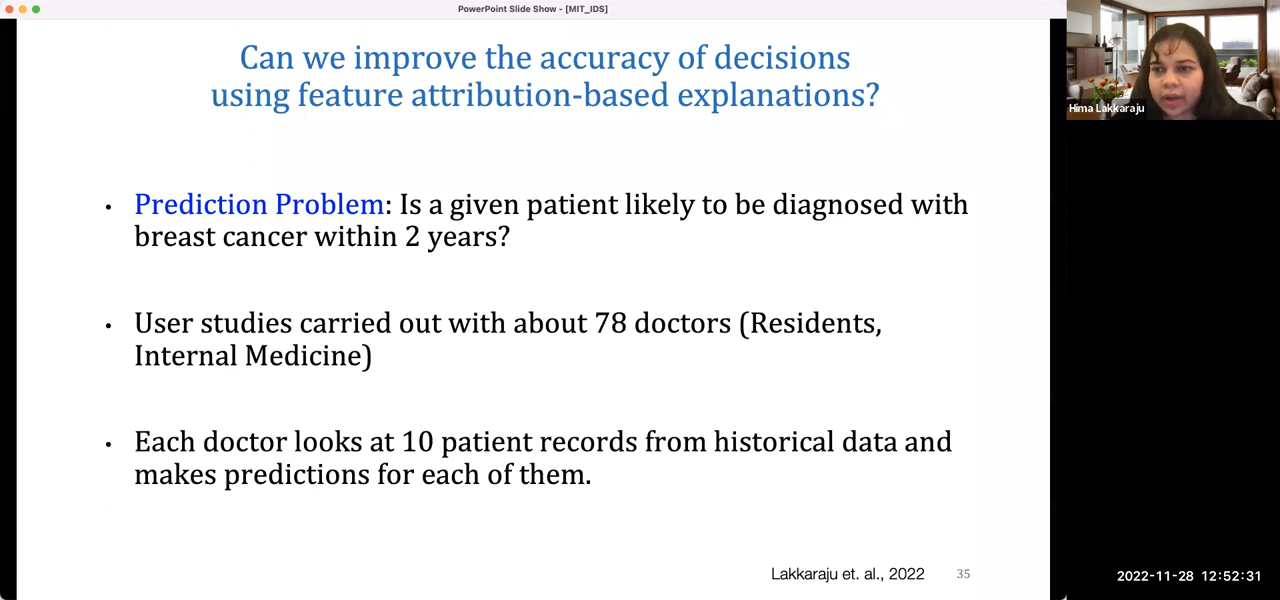 PowerPoint Slide Show - [MIT_IDS]
Can we improve the accuracy of decisions
using feature attribution-based explanations?
Hima Lakkaraju
• Prediction Problem: Is a given patient likely to be diagnosed with
breast cancer within 2 years?
• User studies carried out with about 78 doctors (Residents,
Internal Medicine)
• Each doctor looks at 10 patient records from historical data and
makes predictions for each of them.
Lakkaraju et. al., 2022
35
2022-11-28 12:52:31